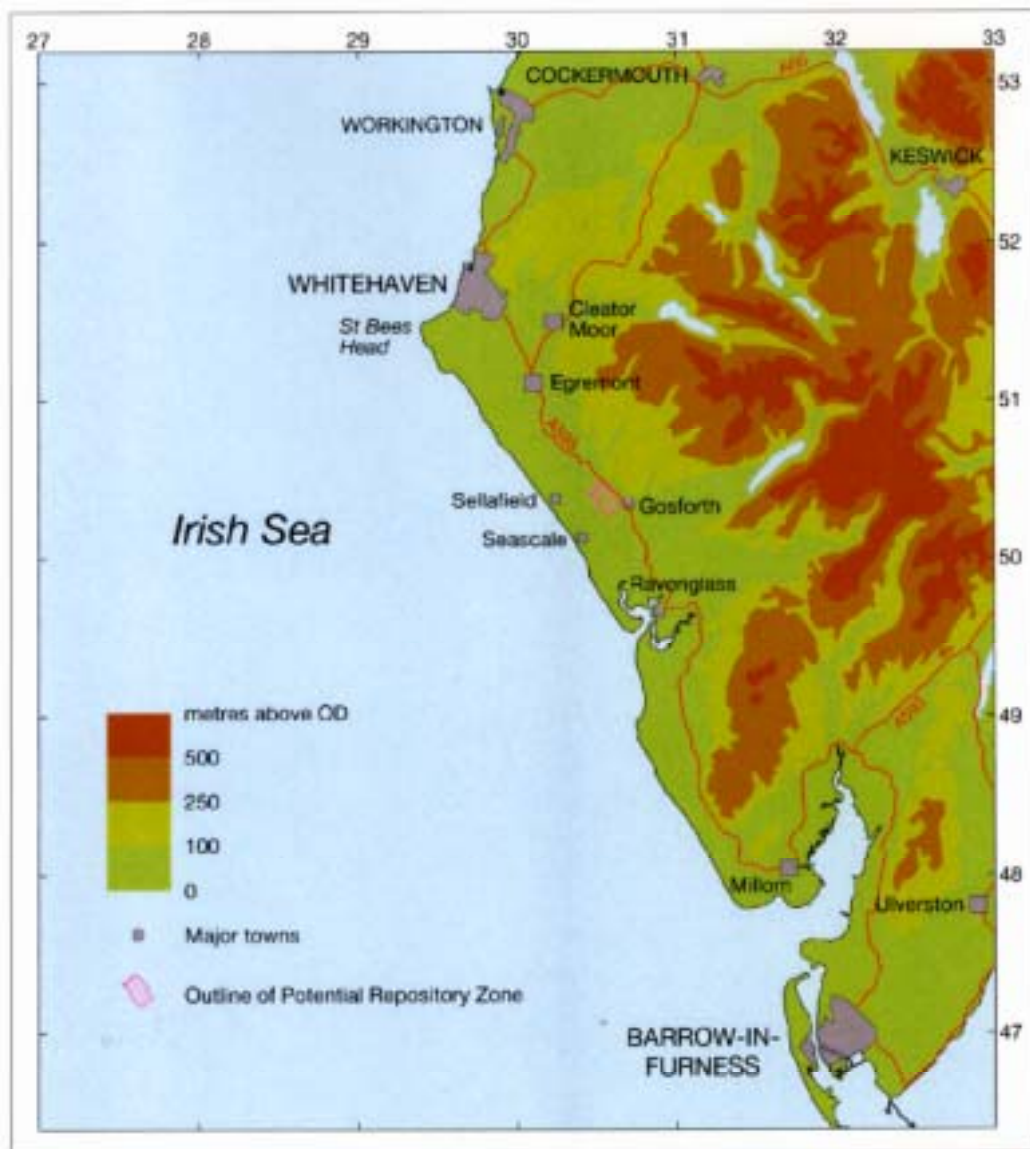 27 28 29 30 31 32 33
COCKERMOUTH
53
WORKINGTON
KESWICK
52
WHITEHAVEN
Cleator
Moor
St Bees
Head
Egremont
51
Sellafield
Gosforth
Irish Sea
Seascale
50
Ravenglass
metres above OD
49
500
250
100
0
48
Millom
Ulverston
Major towns
Outline of Potential Repository Zone
47
BARROW-IN-
FURNESS